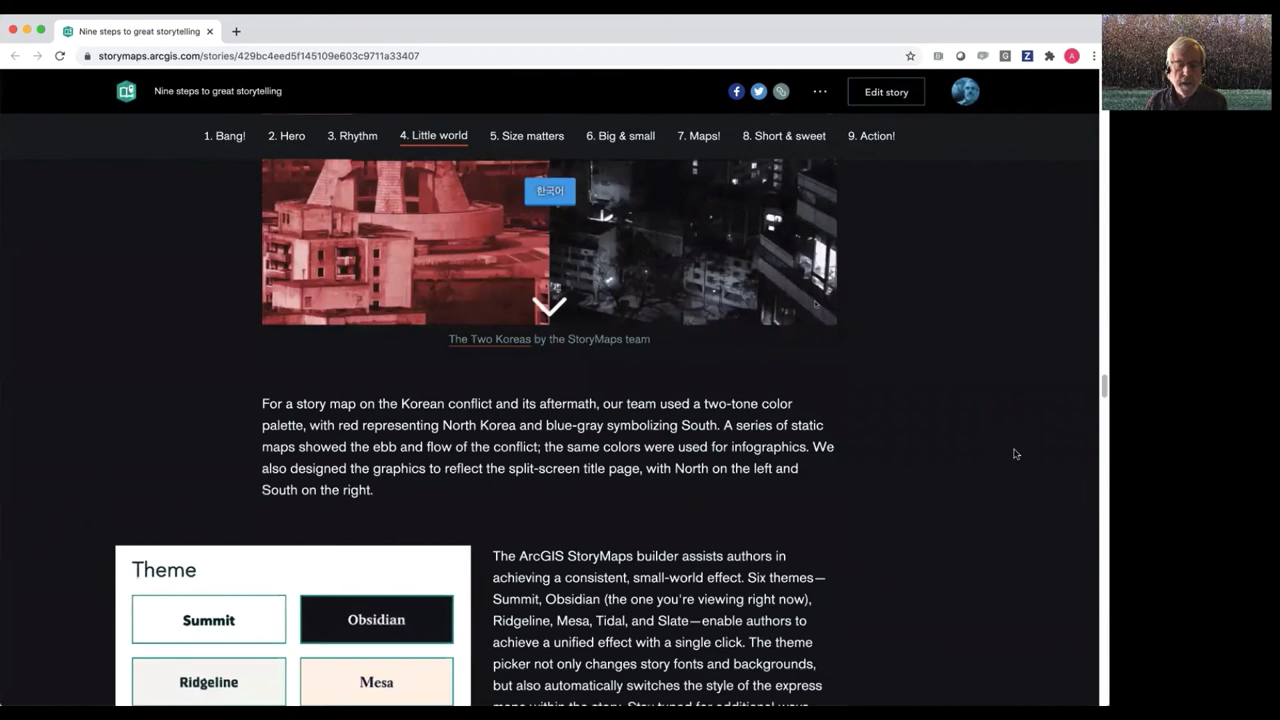 Nine steps to great storytelling
storymaps.arcgis.com/stories/429bc4eed5f145109e603c9711a33407
A
Nine steps to great storytelling
Edit story
1. Bang!
2. Hero
3. Rhythm
4. Little world
5. Size matters
6. Big & small
7. Maps!
8. Short & sweet
9. Action!
한국어
The Two Koreas by the StoryMaps team
For a story map on the Korean conflict and its aftermath, our team used a two-tone color
palette, with red representing North Korea and blue-gray symbolizing South. A series of static
maps showed the ebb and flow of the conflict; the same colors were used for infographics. We
also designed the graphics to reflect the split-screen title page, with North on the left and
South on the right.
Theme
Summit
Obsidian
Ridgeline
Mesa
The ArcGIS StoryMaps builder assists authors in
achieving a consistent, small-world effect. Six themes—
Summit, Obsidian (the one you're viewing right now),
Ridgeline, Mesa, Tidal, and Slate—enable authors to
achieve a unified effect with a single click. The theme
picker not only changes story fonts and backgrounds,
but also automatically switches the style of the express